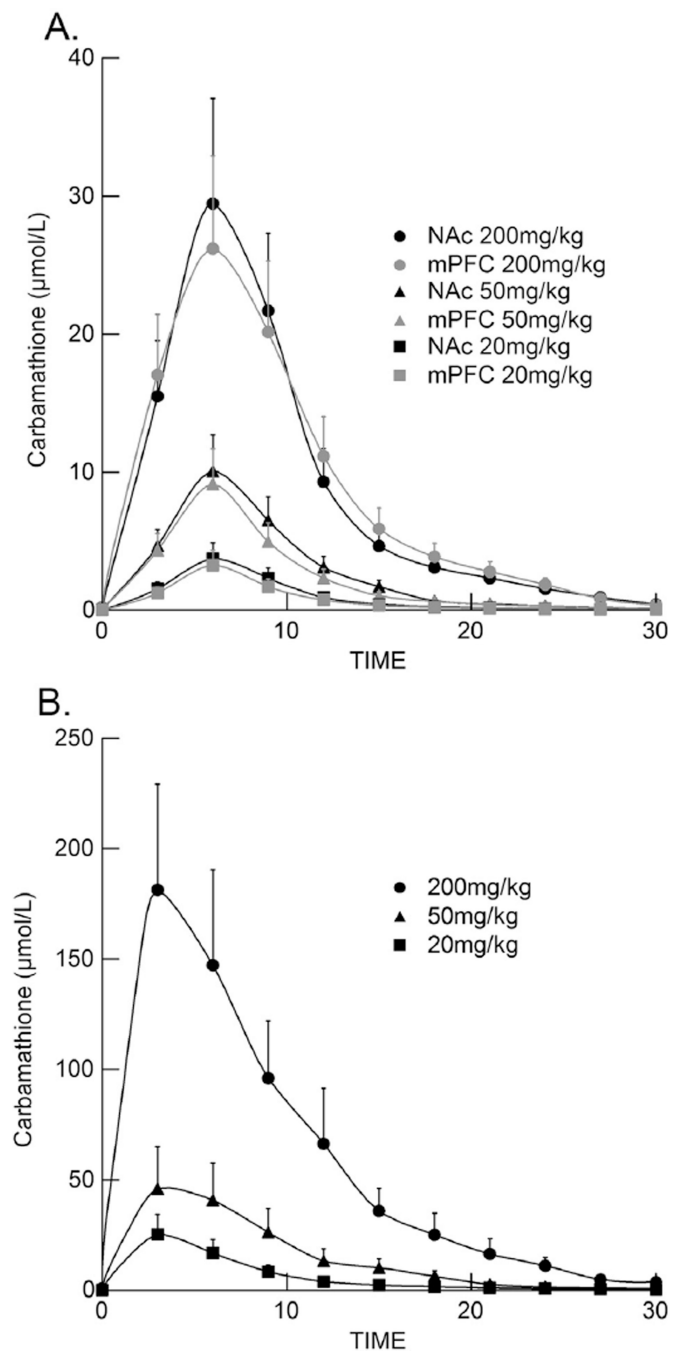 A.
40
30
20
10
0
Carbamathione (μmol/L)
NAc 200mg/kg
mPFC 200mg/kg
NAc 50mg/kg
mPFC 50mg/kg
NAc 20mg/kg
mPFC 20mg/kg
0 10 20 30
TIME
B.
250
200
150
100
50
0
Carbamathione (μmol/L)
200mg/kg
50mg/kg
20mg/kg
0 10 20 30
TIME